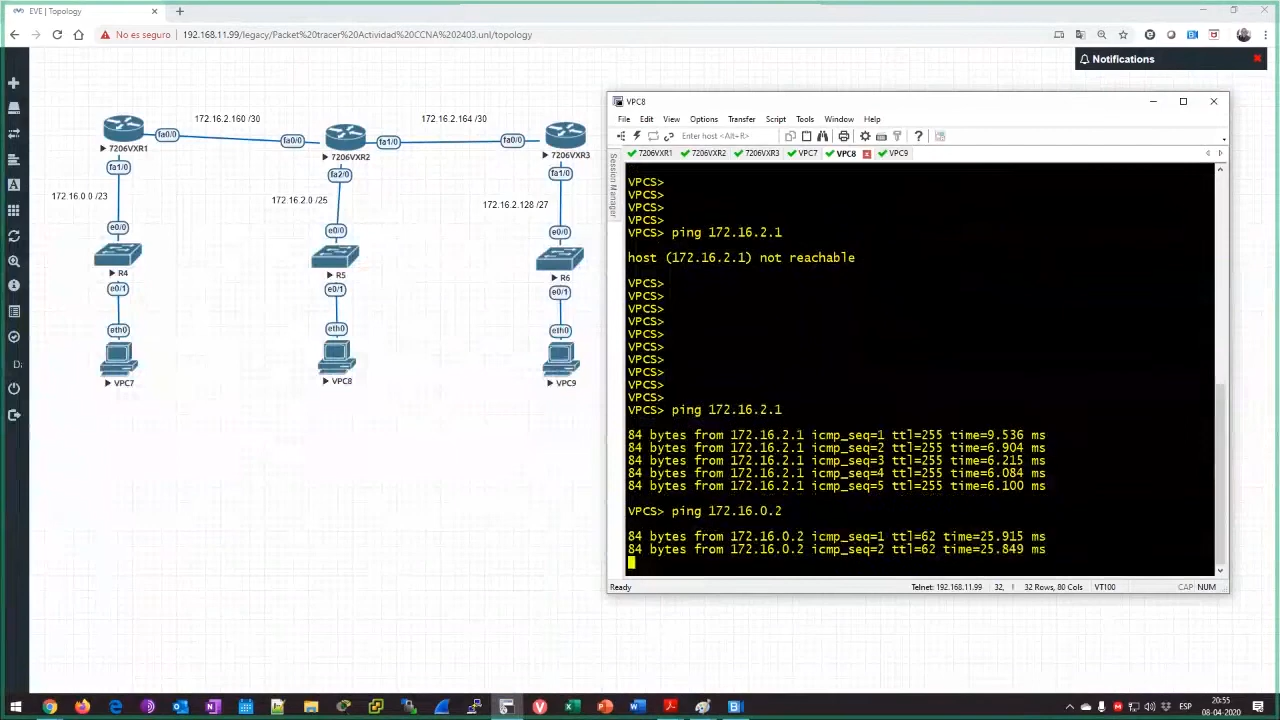 EVE | Topology
No es seguro
192.168.11.99/legacy/Packet%20tracer%20Actividad%20CCNA%202403.unl/topology
Notifications
172.16.2.160 /30
172.16.2.164 /30
fa0/0
fa0/0
fa1/0
fa0/0
7206VXR1
7206VXR2
7206VXR3
fa1/0
fa2/0
fa1/0
172.16.0 0 /23
172.16.2.0 /25
172.16.2.128 /27
e0/0
e0/0
e0/0
R4
R5
R6
e0/1
e0/1
e0/1
eth0
eth0
eth0
VPC7
VPC8
VPC9
D:
VPC8
File Edit View Options Transfer Script Tools Window Help
Enter host <Alt+R>
Session Manager
7206VXR1 7206VXR2 7206VXR3 VPC7 VPC8 VPC9
VPCS>
VPCS>
VPCS>
VPCS>
VPCS> ping 172.16.2.1
host (172.16.2.1) not reachable
VPCS>
VPCS>
VPCS>
VPCS>
VPCS>
VPCS>
VPCS>
VPCS>
VPCS>
VPCS>
VPCS> ping 172.16.2.1
84 bytes from 172.16.2.1 icmp_seq=1 ttl=255 time=9.536 ms
84 bytes from 172.16.2.1 icmp_seq=2 ttl=255 time=6.904 ms
84 bytes from 172.16.2.1 icmp_seq=3 ttl=255 time=6.215 ms
84 bytes from 172.16.2.1 icmp_seq=4 ttl=255 time=6.084 ms
84 bytes from 172.16.2.1 icmp_seq=5 ttl=255 time=6.100 ms
VPCS> ping 172.16.0.2
84 bytes from 172.16.0.2 icmp_seq=1 ttl=62 time=25.915 ms
84 bytes from 172.16.0.2 icmp_seq=2 ttl=62 time=25.849 ms
Ready
Telnet: 192.168.11.99 32, ! 32 Rows, 80 Cols VT100 CAP NUM
ESP
20:55
08-04-2020